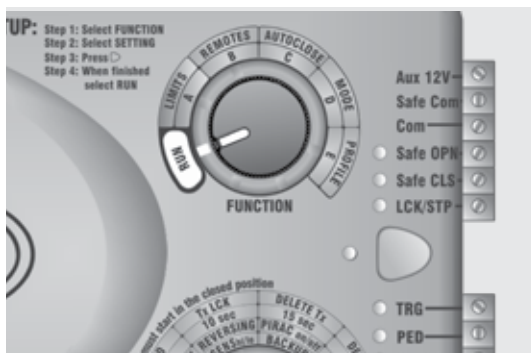 TUP: Step 1: Select FUNCTION
Step 2: Select SETTING
Step 3: Press
Step 4: When finished
select RUN
RUN
LIMITS
A
REMOTES
B
AUTOCLOSE
C
MODE
D
PROFILE
E
FUNCTION
Aux 12V
Safe Com
Com
Safe OPN
Safe CLS
LCK/STP
TRG
PED
must start in the closed position
Tx LCK
10 sec
DELETE Tx
15 sec
REVERSING
PIRAC on/off